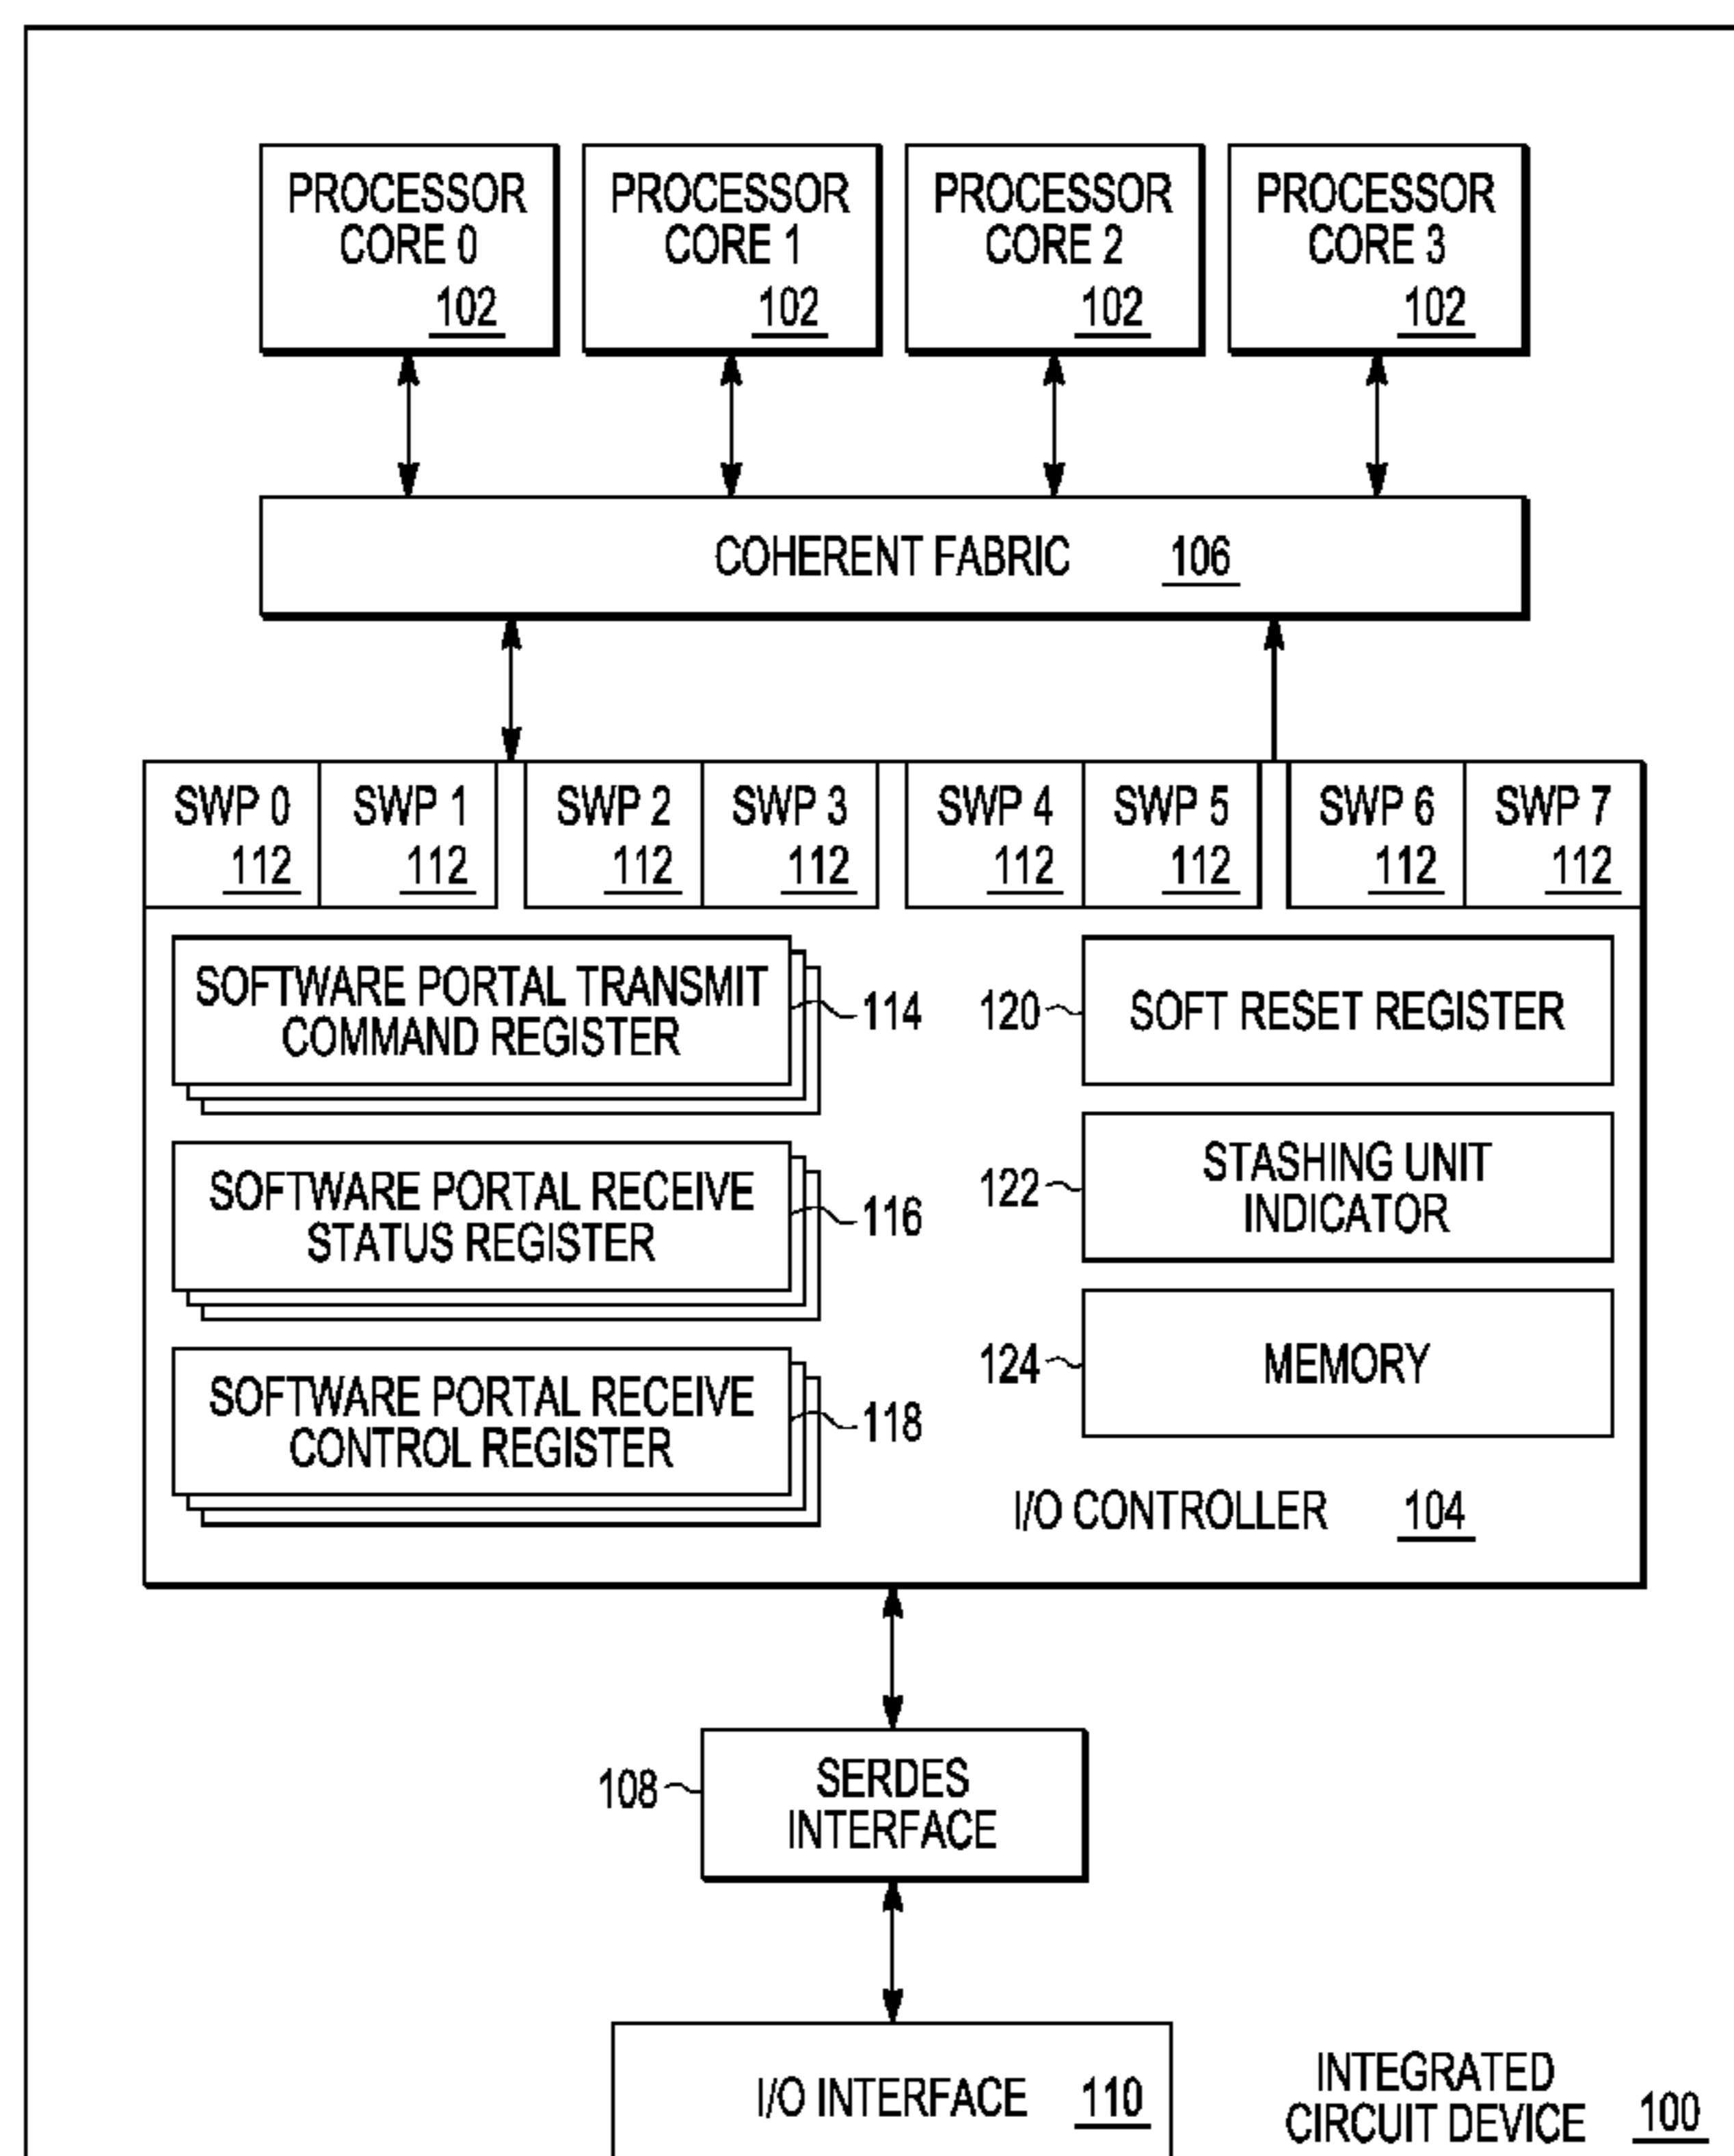 PROCESSOR CORE 0 102
PROCESSOR CORE 1 102
PROCESSOR CORE 2 102
PROCESSOR CORE 3 102
COHERENT FABRIC 106
SWP 0 112
SWP 1 112
SWP 2 112
SWP 3 112
SWP 4 112
SWP 5 112
SWP 6 112
SWP 7 112
SOFTWARE PORTAL TRANSMIT
COMMAND REGISTER
114
120
SOFT RESET REGISTER
SOFTWARE PORTAL RECEIVE
STATUS REGISTER
116
122
STASHING UNIT
INDICATOR
SOFTWARE PORTAL RECEIVE
CONTROL REGISTER
118
124
MEMORY
I/O CONTROLLER 104
108
SERDES
INTERFACE
I/O INTERFACE 110
INTEGRATED
CIRCUIT DEVICE 100